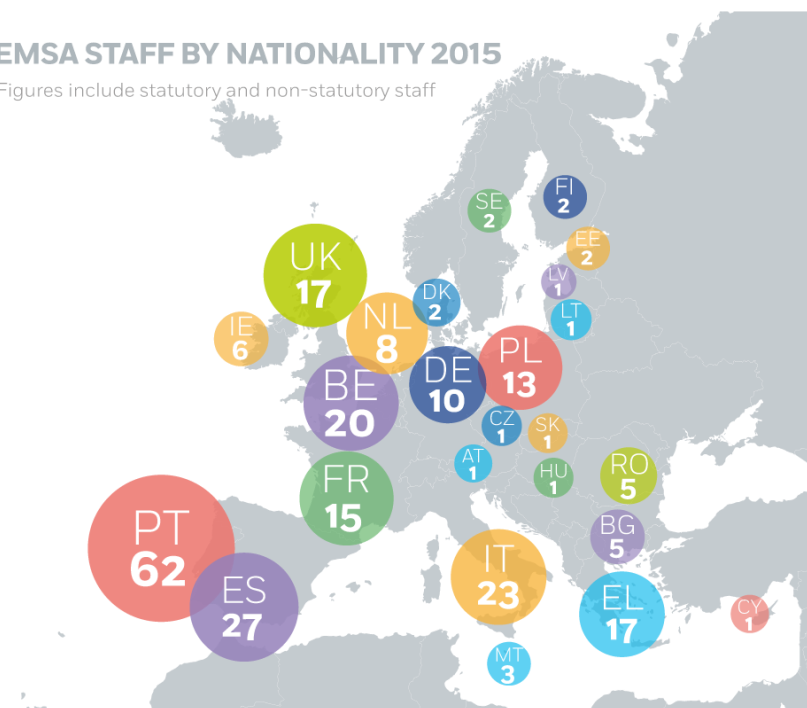 EMSA STAFF BY NATIONALITY 2015
Figures include statutory and non-statutory staff
SE
2
FI
2
EE
2
UK
17
LV
1
DK
2
LT
1
NL
8
IE
6
PL
13
DE
10
BE
20
CZ
1
SK
1
AT
1
HU
1
RO
5
FR
15
PT
62
BG
5
IT
23
ES
27
EL
17
CY
1
MT
3